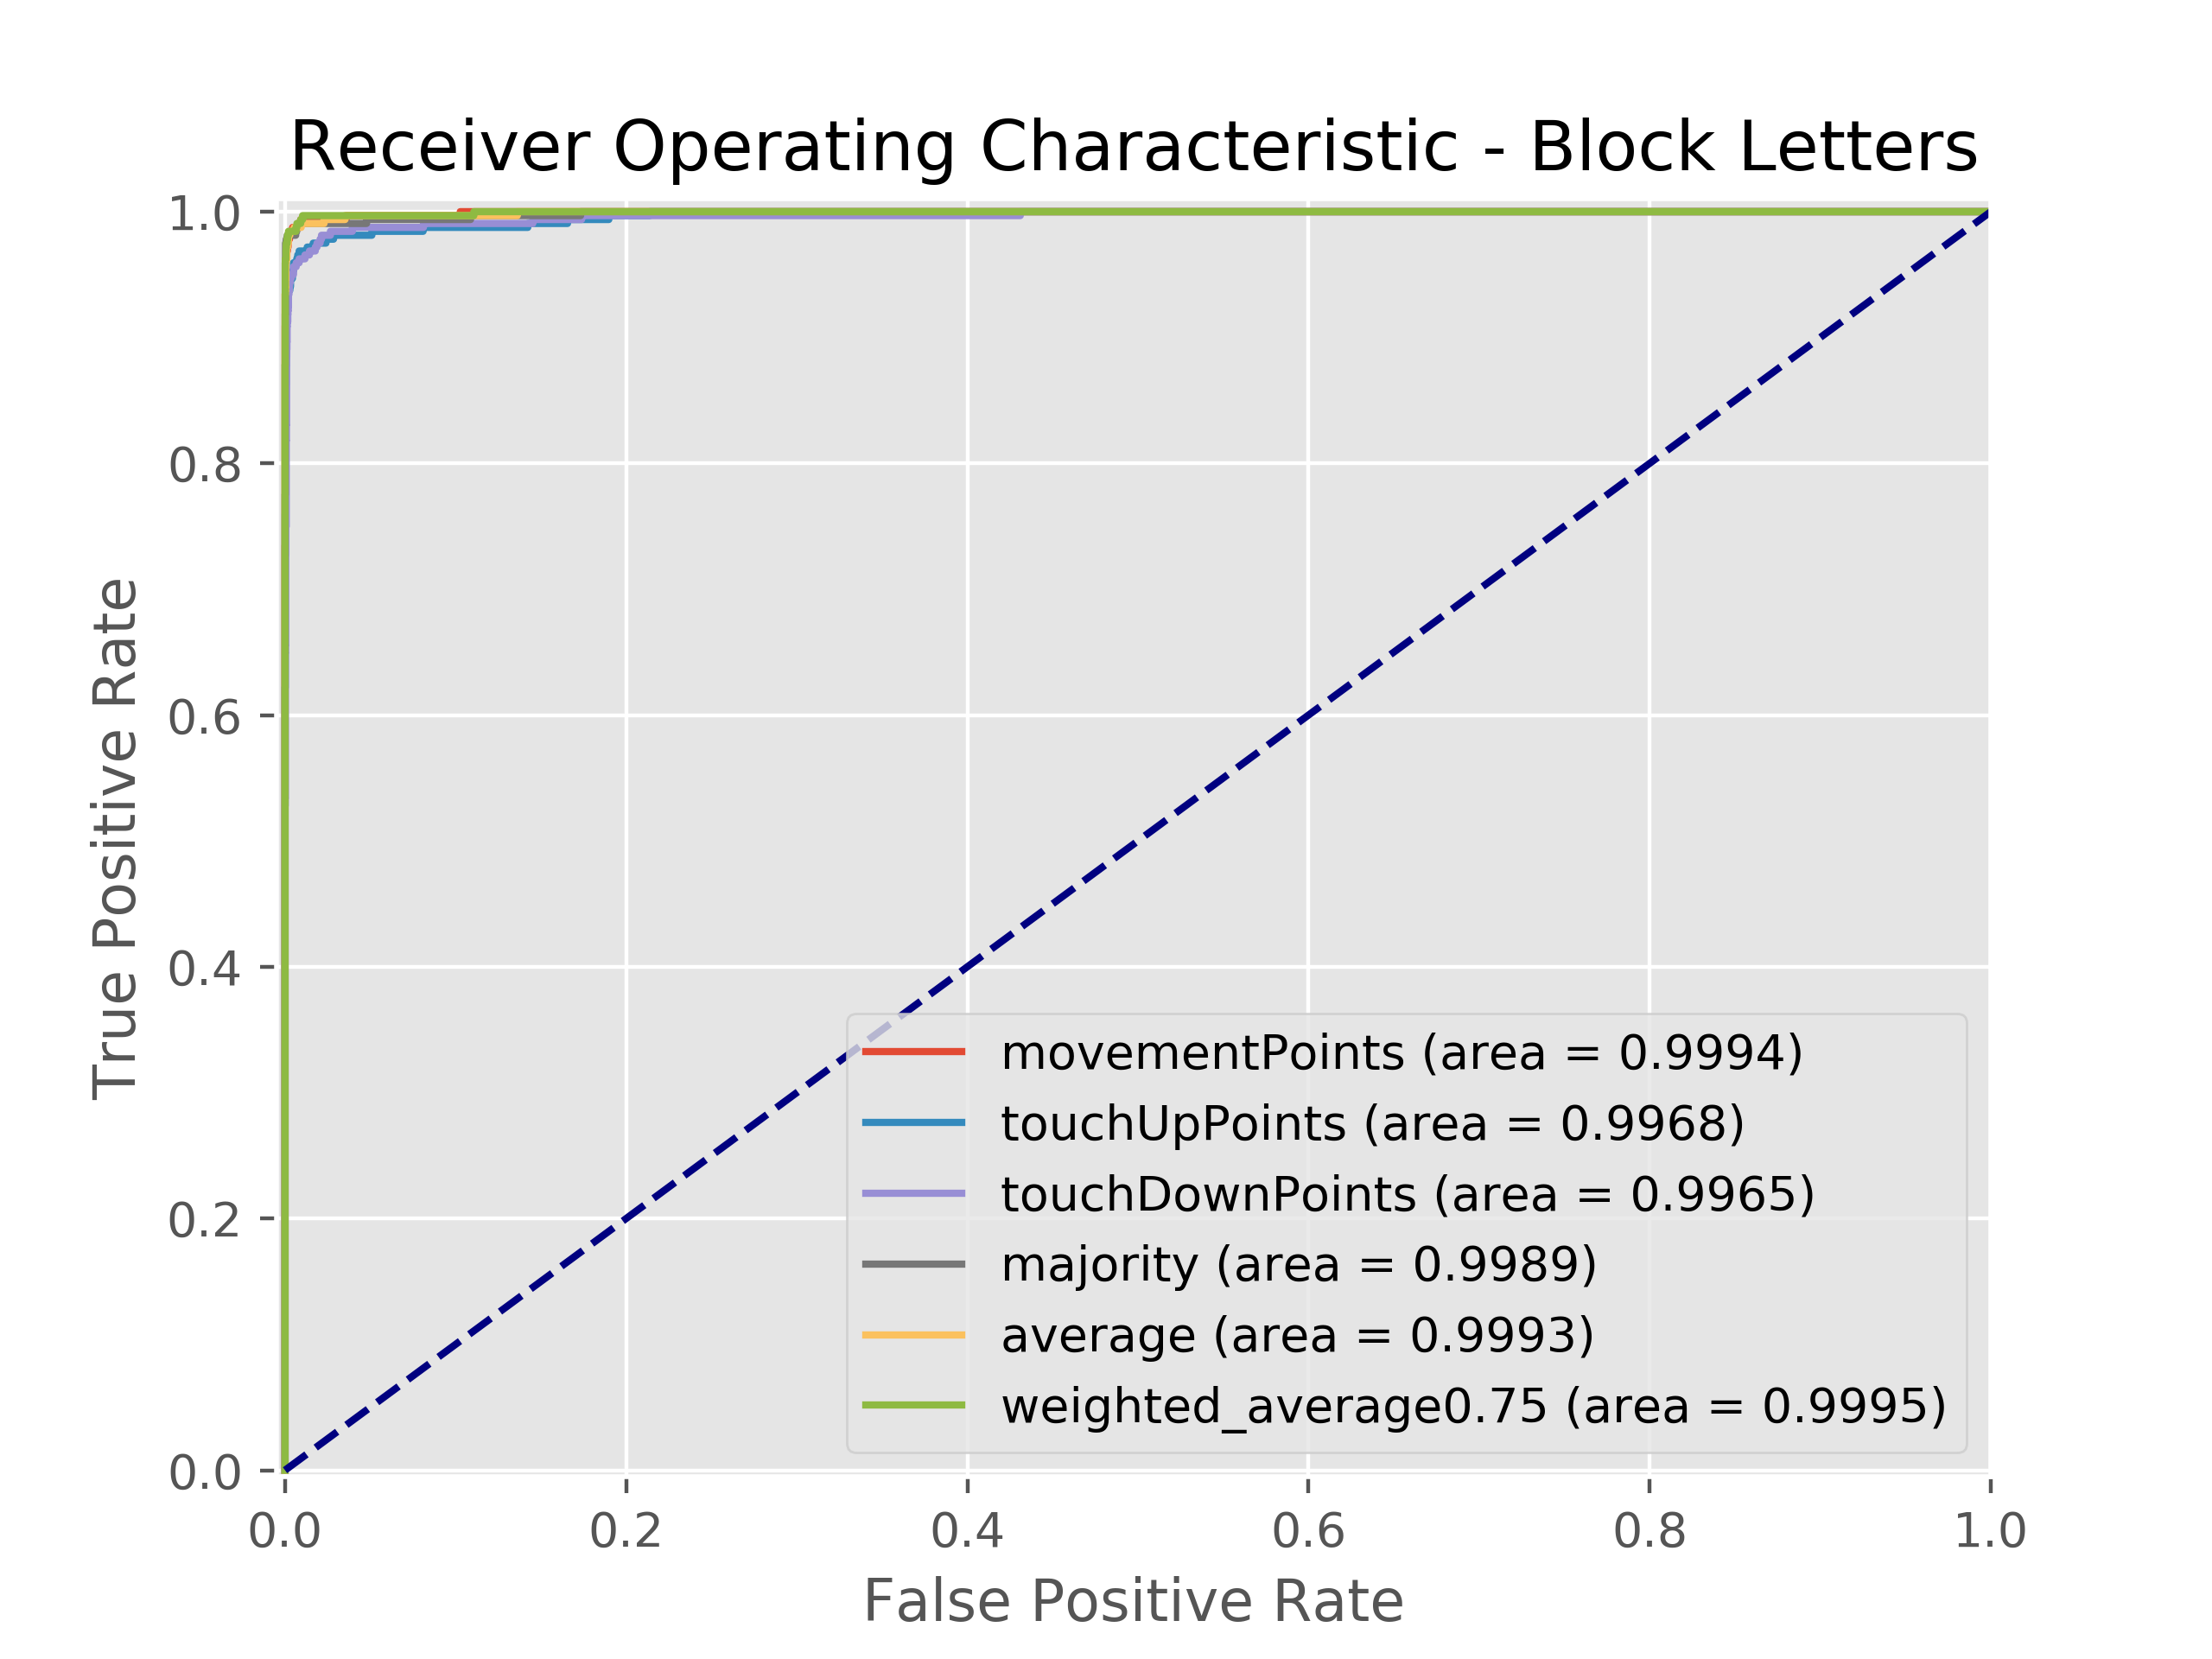 Receiver Operating Characteristic - Block Letters
1.0
0.8
0.6
0.4
0.2
0.0
True Positive Rate
movementPoints (area = 0.9994)
touchUpPoints (area = 0.9968)
touchDownPoints (area = 0.9965)
majority (area = 0.9989)
average (area = 0.9993)
weighted_average0.75 (area = 0.9995)
0.0 0.2 0.4 0.6 0.8 1.0
False Positive Rate